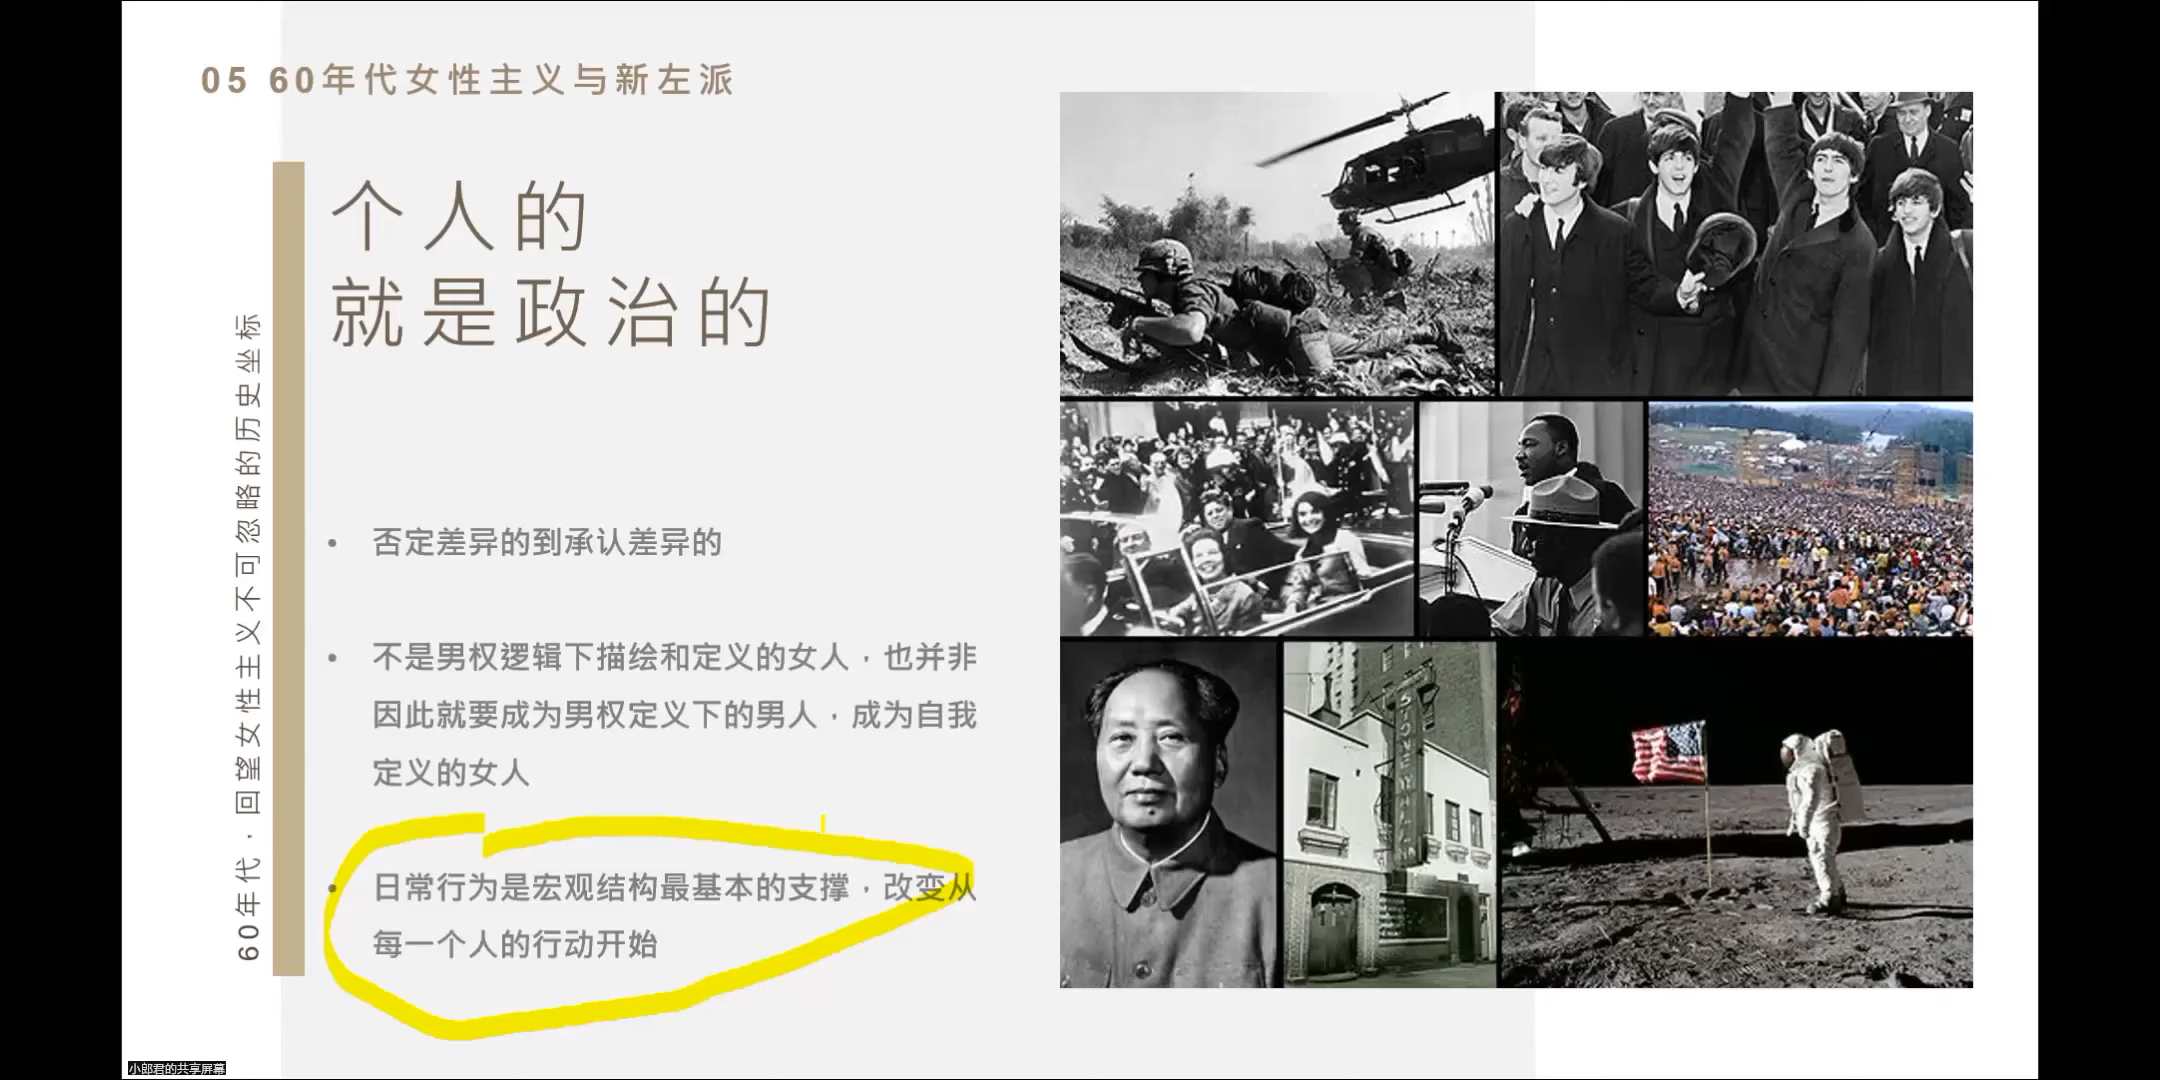 05 60年代女性主义与新左派
个人的
就是政治的
60年代，回望女性主义不可忽略的历史坐标
• 否定差异的到承认差异的
• 不是男权逻辑下描绘和定义的女人，也并非
因此就要成为男权定义下的男人，成为自我
定义的女人
• 日常行为是宏观结构最基本的支撑，改变从
每一个人的行动开始
STONEWALL
小郎君的共享屏幕